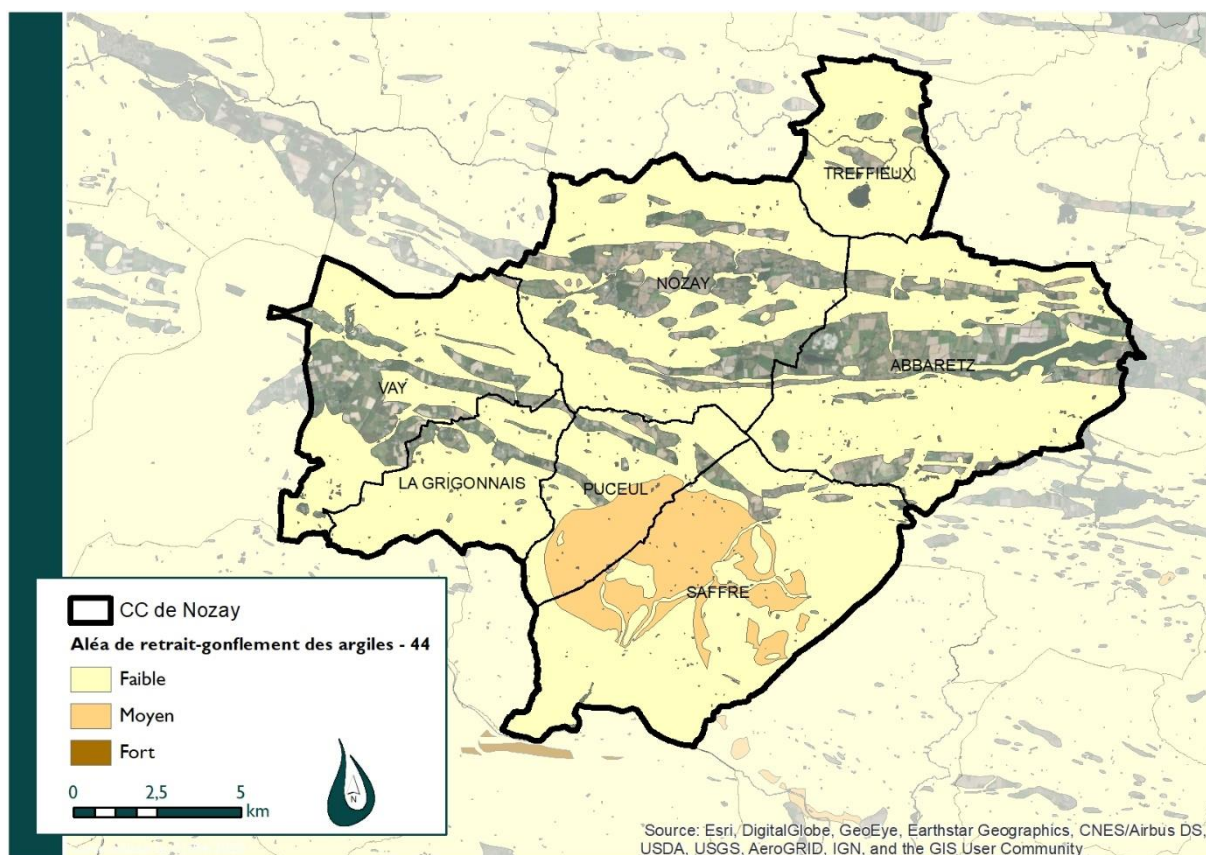 TREFFIEUX
NOZAY
ABBARETZ
VAY
LA GRIGONNAIS
PUCEUL
SAFFRE
CC de Nozay
Aléa de retrait-gonflement des argiles - 44
Faible
Moyen
Fort
0 2,5 5
km
N
Source: Esri, DigitalGlobe, GeoEye, Earthstar Geographics, CNES/Airbus DS,
USDA, USGS, AeroGRID, IGN, and the GIS User Community